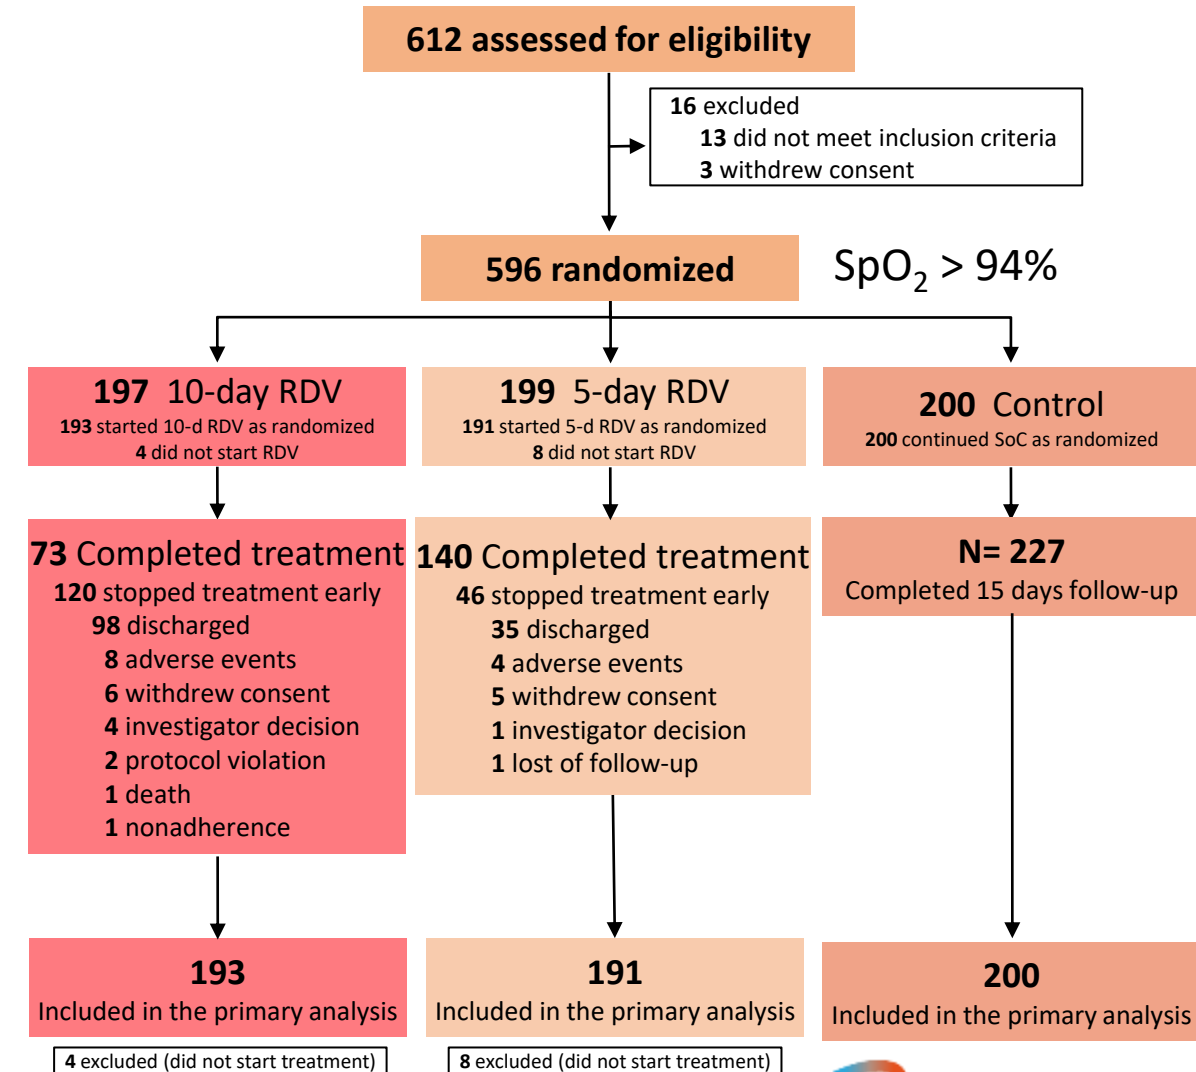 612 assessed for eligibility
16 excluded
13 did not meet inclusion criteria
3 withdrew consent
596 randomized
SpO₂ > 94%
197 10-day RDV
193 started 10-d RDV as randomized
4 did not start RDV
199 5-day RDV
191 started 5-d RDV as randomized
8 did not start RDV
200 Control
200 continued SoC as randomized
73 Completed treatment
120 stopped treatment early
98 discharged
8 adverse events
6 withdrew consent
4 investigator decision
2 protocol violation
1 death
1 nonadherence
140 Completed treatment
46 stopped treatment early
35 discharged
4 adverse events
5 withdrew consent
1 investigator decision
1 lost of follow-up
N= 227
Completed 15 days follow-up
193
Included in the primary analysis
191
Included in the primary analysis
200
Included in the primary analysis
4 excluded (did not start treatment)
8 excluded (did not start treatment)